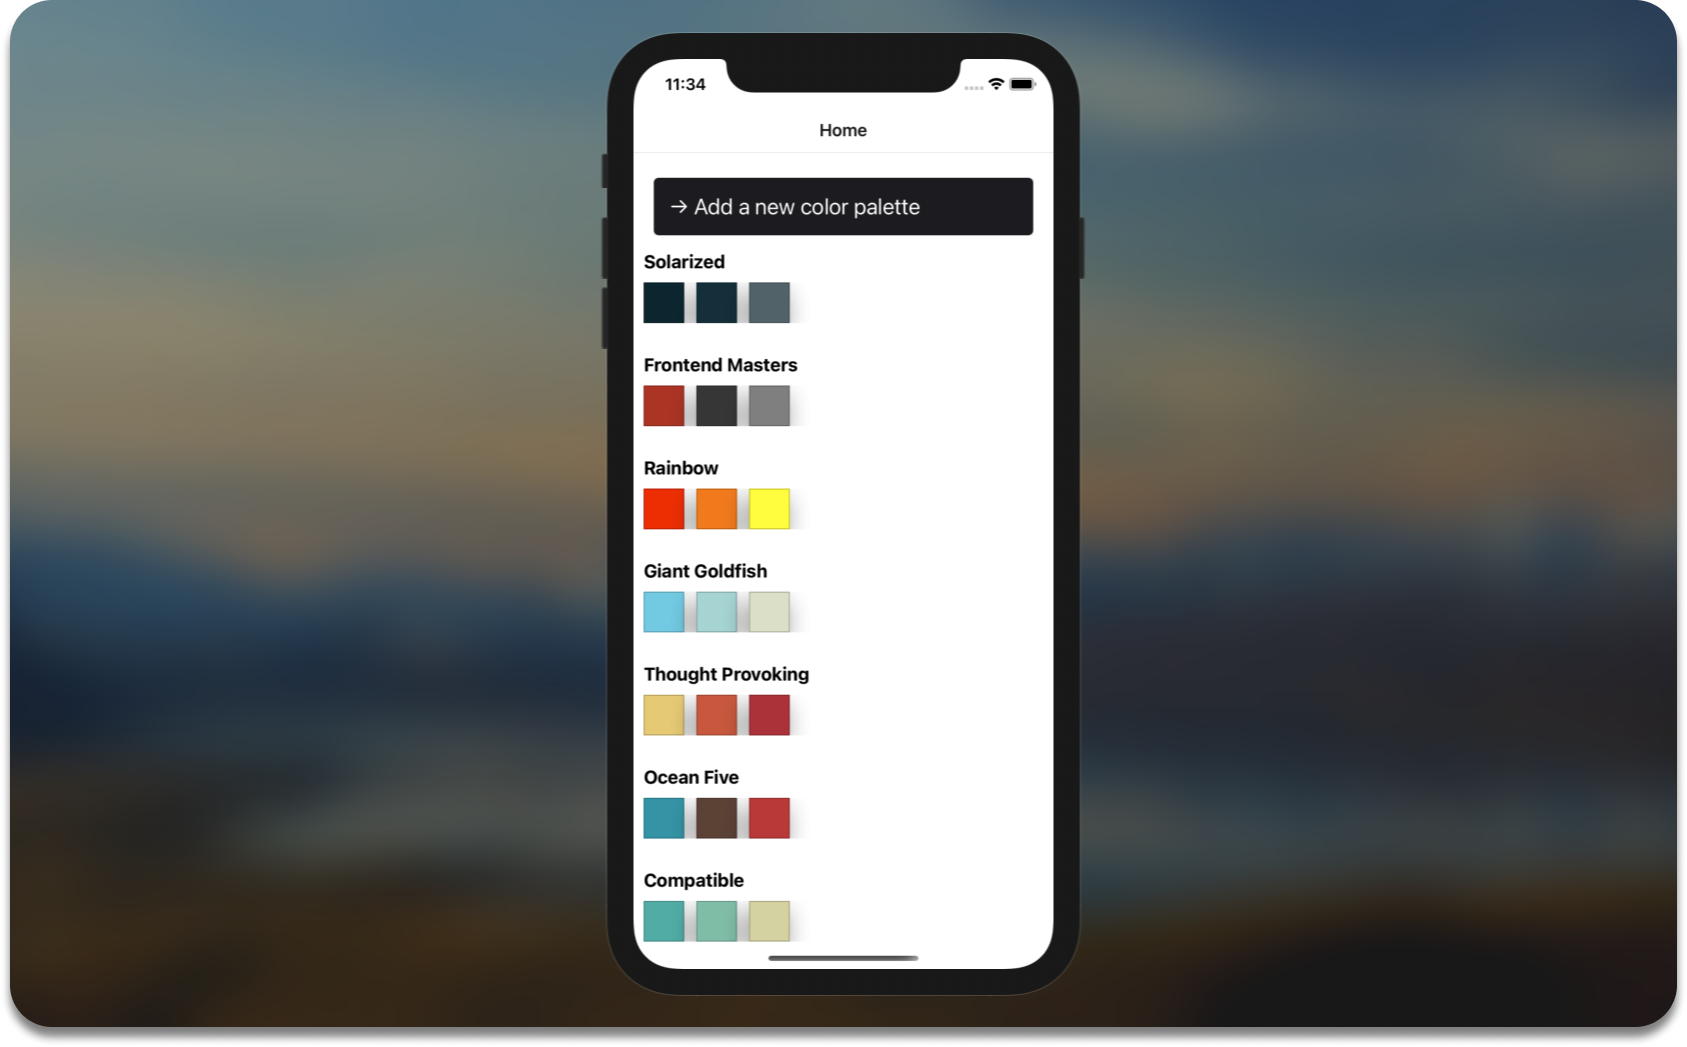 11:34
Home
→ Add a new color palette
Solarized
Frontend Masters
Rainbow
Giant Goldfish
Thought Provoking
Ocean Five
Compatible